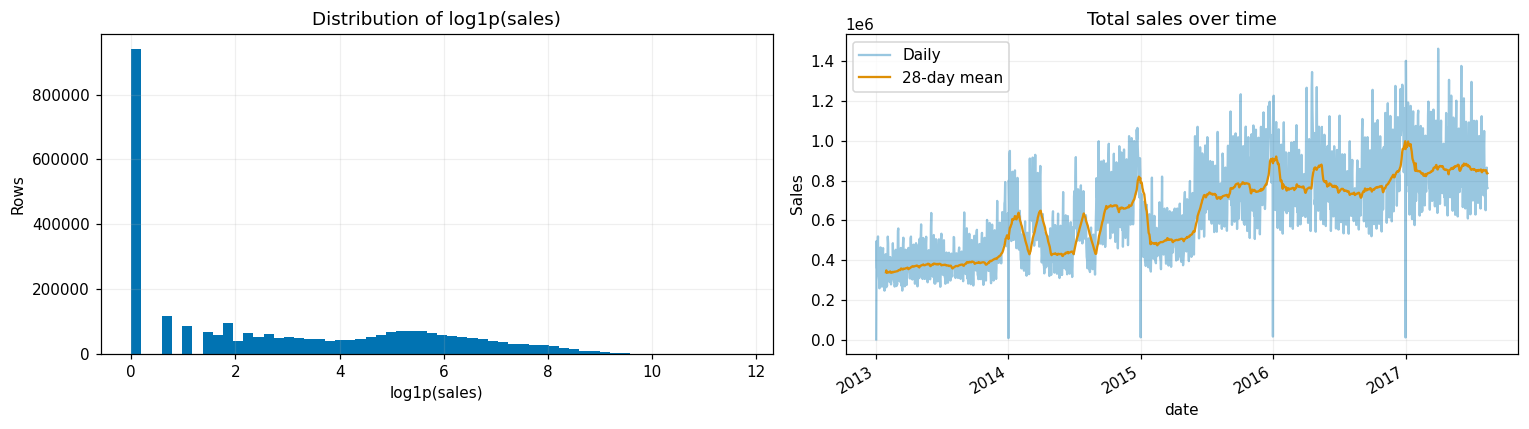 Distribution of log1p(sales)
800000
600000
400000
200000
0
Rows
0 2 4 6 8 10 12
log1p(sales)
Total sales over time
1e6
Daily
28-day mean
1.4
1.2
1.0
0.8
0.6
0.4
0.2
0.0
Sales
2013 2014 2015 2016 2017
date